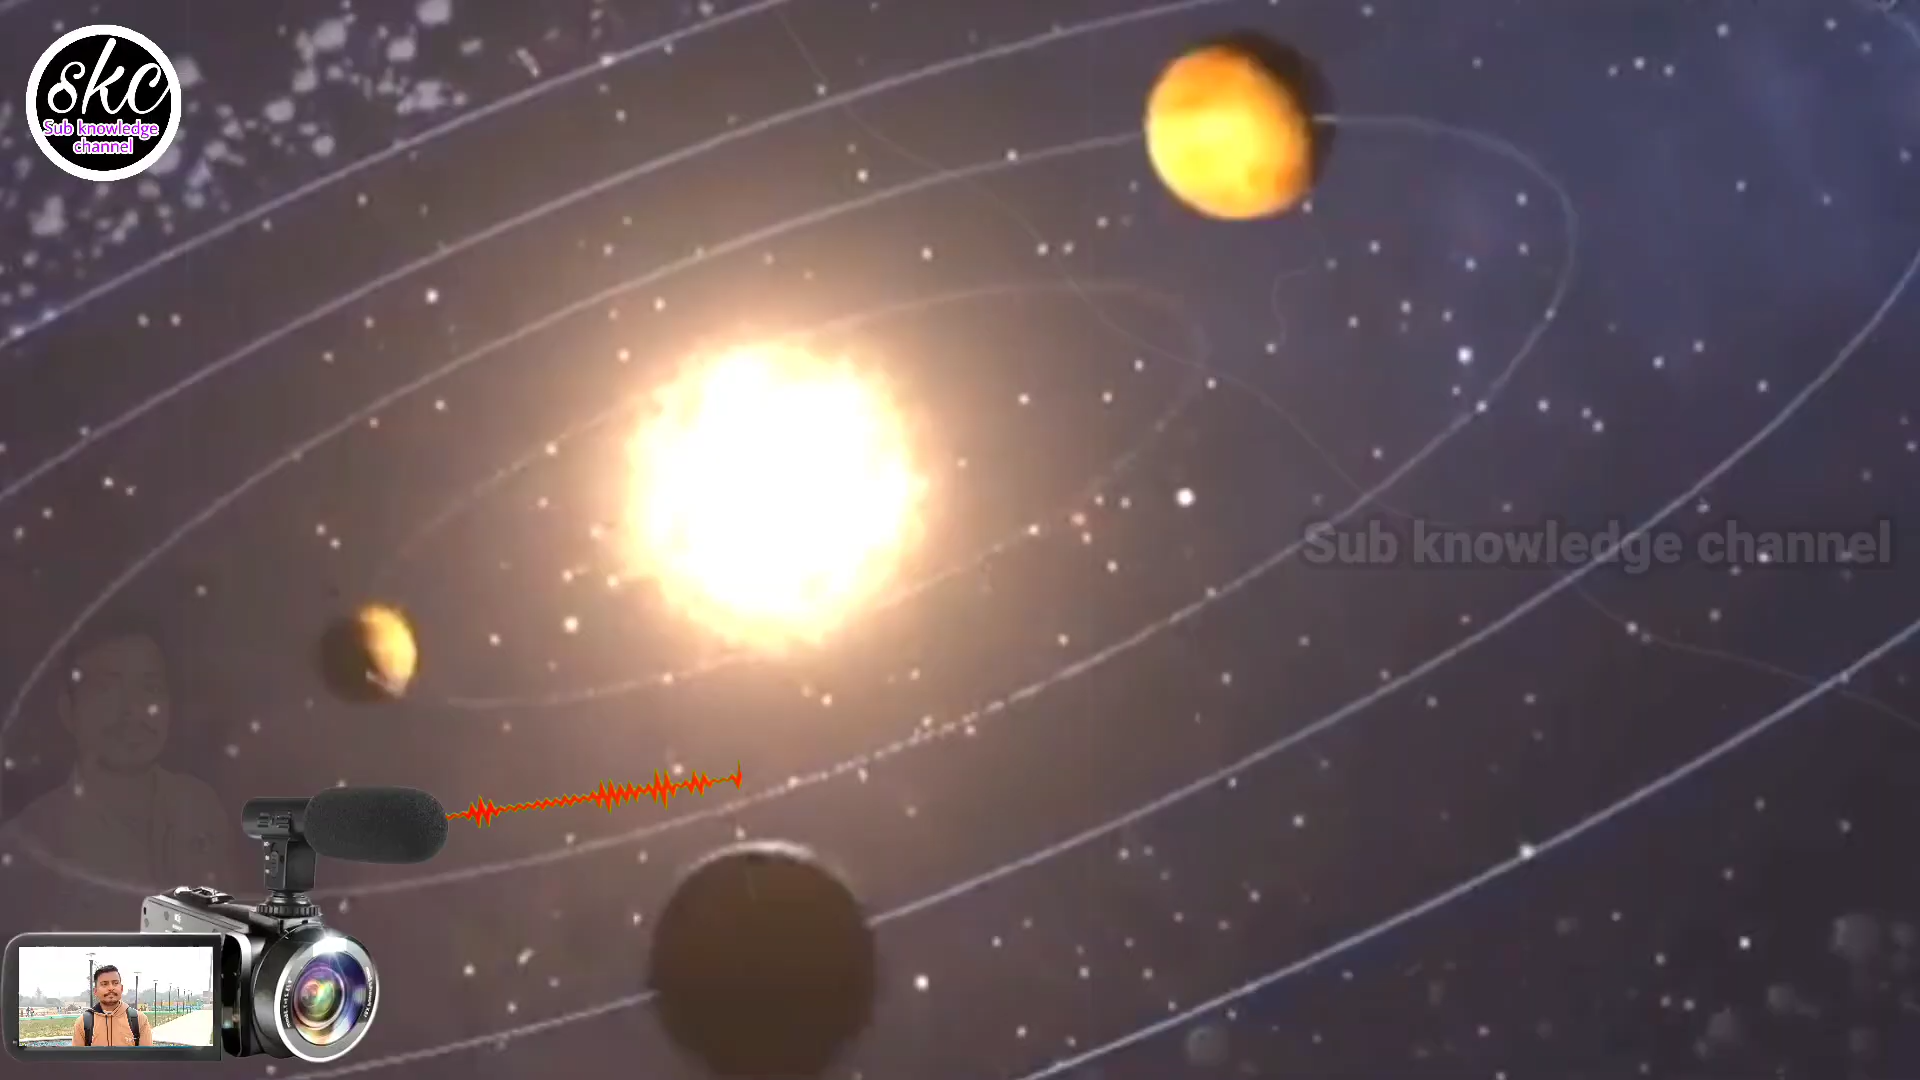 skc
Sub knowledge
channel
Sub knowledge channel